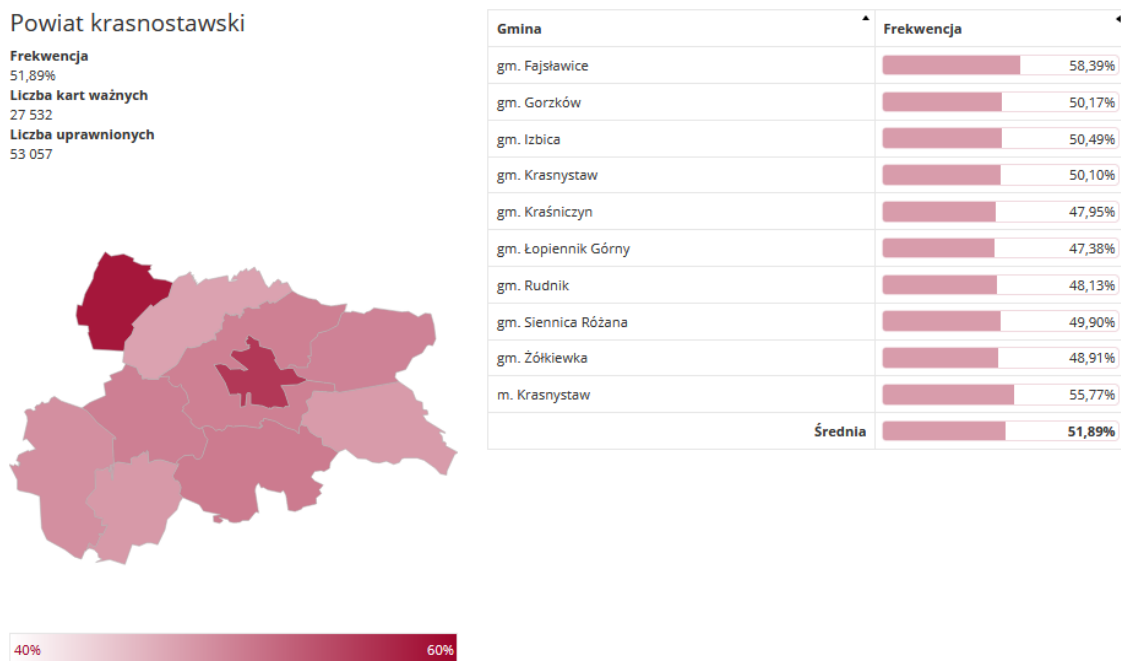 Powiat krasnostawski
Frekwencja
51,89%
Liczba kart ważnych
27 532
Liczba uprawnionych
53 057
40% 60%
Gmina Frekwencja
gm. Fajsławice 58,39%
gm. Gorzków 50,17%
gm. Izbica 50,49%
gm. Krasnystaw 50,10%
gm. Kraśniczyn 47,95%
gm. Łopiennik Górny 47,38%
gm. Rudnik 48,13%
gm. Siennica Różana 49,90%
gm. Żółkiewka 48,91%
m. Krasnystaw 55,77%
Średnia 51,89%